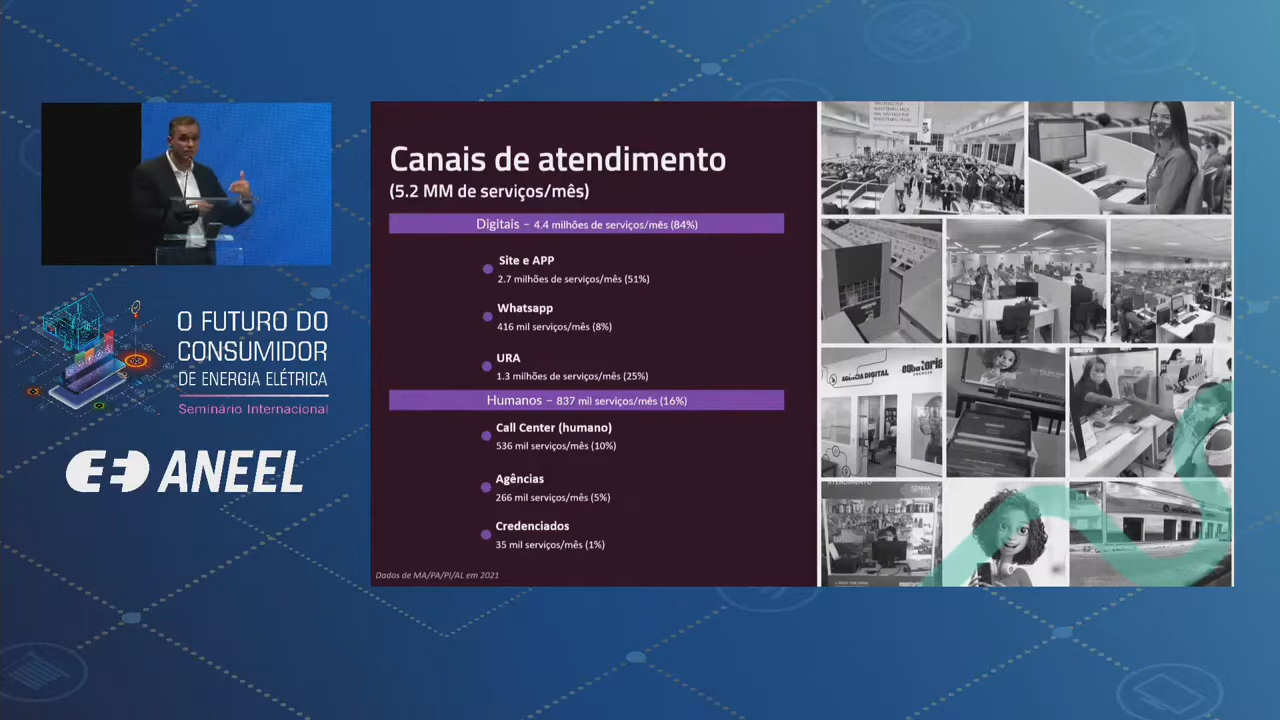 O FUTURO DO
CONSUMIDOR
DE ENERGIA ELÉTRICA
Seminário Internacional
ANEEL
Canais de atendimento
(5.2 MM de serviços/mês)
Digitais – 4.4 milhões de serviços/mês (84%)
Site e APP
2.7 milhões de serviços/mês (51%)
Whatsapp
416 mil serviços/mês (8%)
URA
1.3 milhões de serviços/mês (25%)
Humanos – 837 mil serviços/mês (16%)
Call Center (humano)
536 mil serviços/mês (10%)
Agências
266 mil serviços/mês (5%)
Credenciados
35 mil serviços/mês (1%)
Dados de MA/PA/PI/AL em 2021
AGÊNCIA DIGITAL
equatorial
ENERGIA
ATENDIMENTO
SENHA